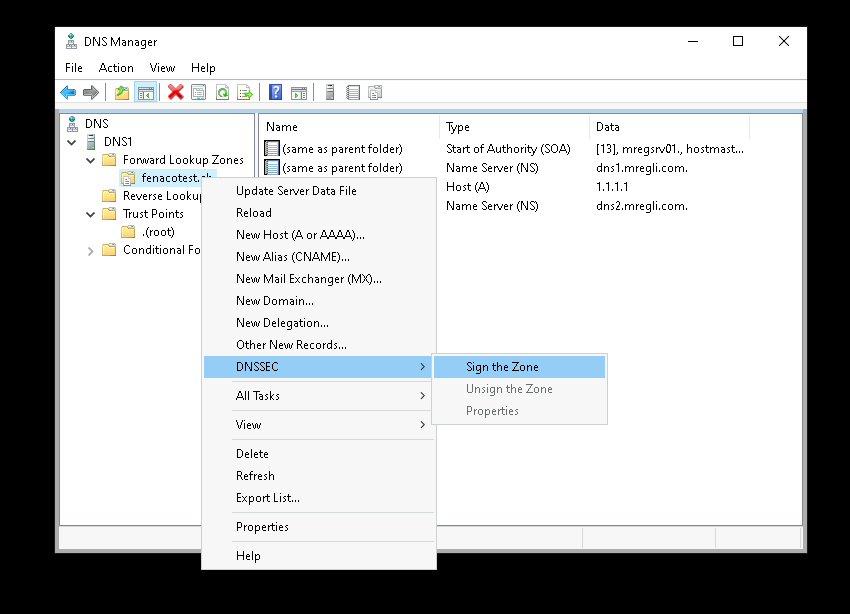 DNS Manager
File Action View Help
DNS
DNS1
Forward Lookup Zones
fenacotest.ch
Reverse Looku
Trust Points
.(root)
Conditional Fo
Name Type Data
(same as parent folder) Start of Authority (SOA) [13], mregsrv01., hostmast...
(same as parent folder) Name Server (NS) dns1.mregli.com.
Host (A) 1.1.1.1
Name Server (NS) dns2.mregli.com.
Update Server Data File
Reload
New Host (A or AAAA)...
New Alias (CNAME)...
New Mail Exchanger (MX)...
New Domain...
New Delegation...
Other New Records...
DNSSEC
All Tasks
View
Delete
Refresh
Export List...
Properties
Help
Sign the Zone
Unsign the Zone
Properties